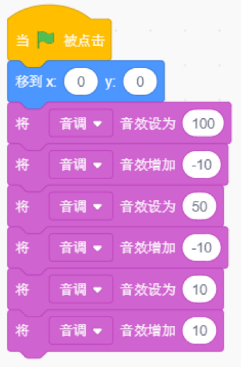 当 被点击
移到 x: 0 y: 0
将 音调 音效设为 100
将 音调 音效增加 -10
将 音调 音效设为 50
将 音调 音效增加 -10
将 音调 音效设为 10
将 音调 音效增加 10